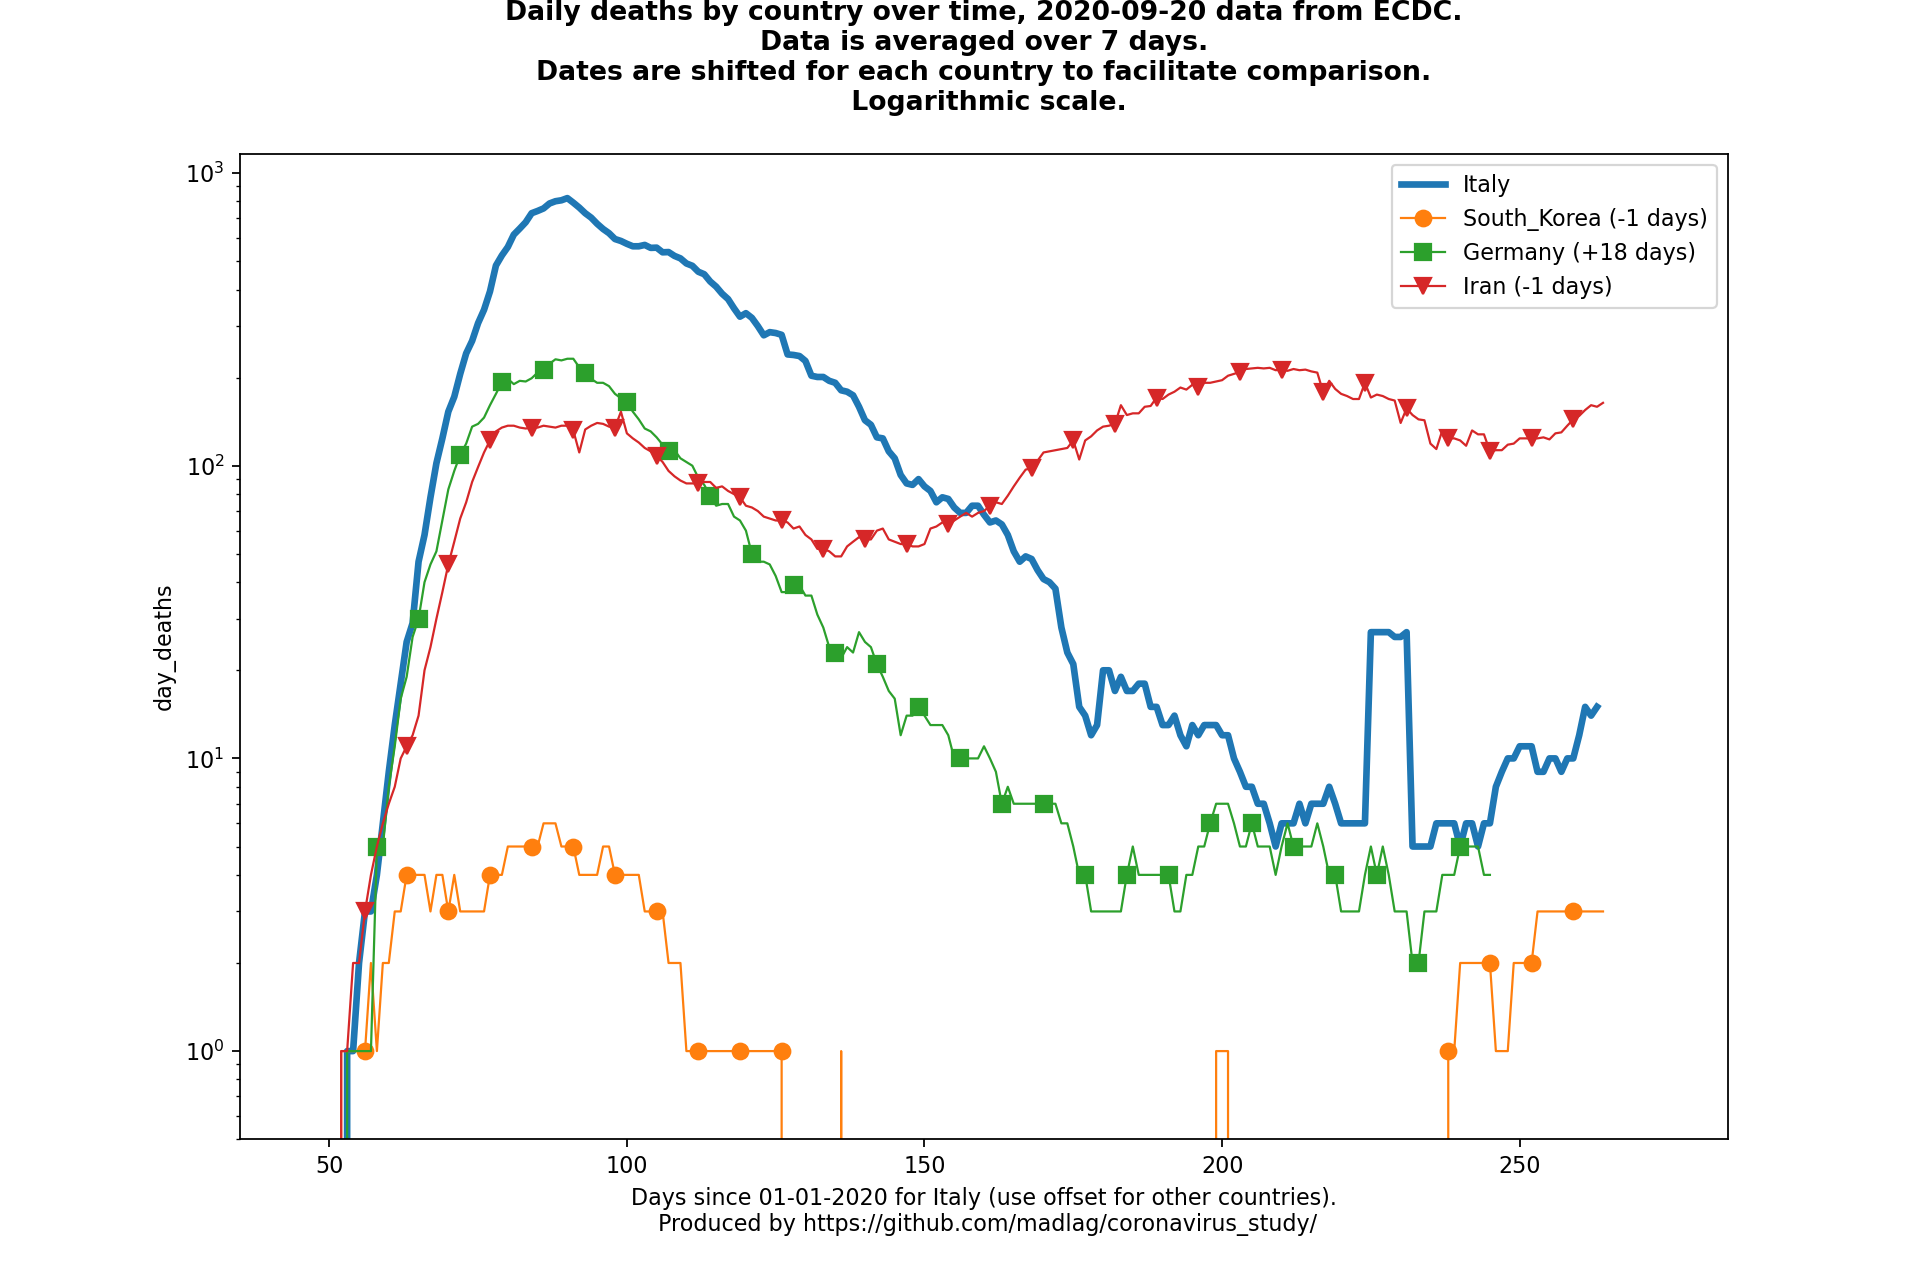 Daily deaths by country over time, 2020-09-20 data from ECDC.
Data is averaged over 7 days.
Dates are shifted for each country to facilitate comparison.
Logarithmic scale.
10³
10²
10¹
10⁰
day_deaths
Italy
South_Korea (-1 days)
Germany (+18 days)
Iran (-1 days)
50 100 150 200 250
Days since 01-01-2020 for Italy (use offset for other countries).
Produced by https://github.com/madlag/coronavirus_study/